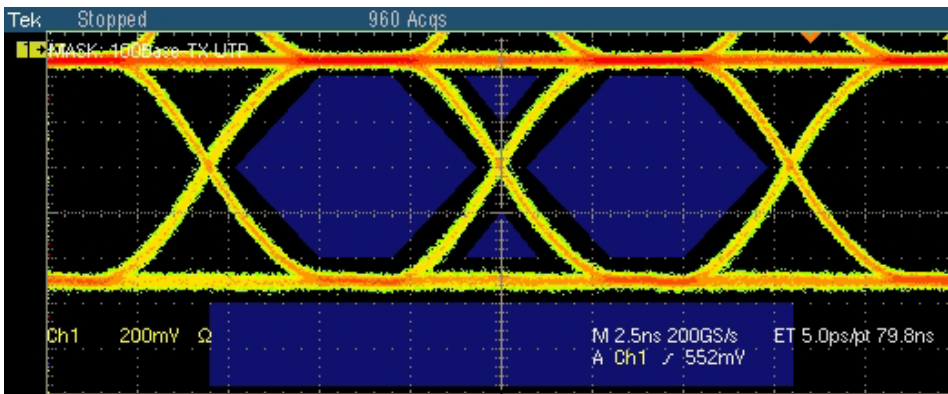 Tek Stopped 960 Acqs
1 MASK: 100Base-TX UTP
Ch1 200mV Ω M 2.5ns 200GS/s ET 5.0ps/pt 79.8ns
A Ch1 ∕ 552mV